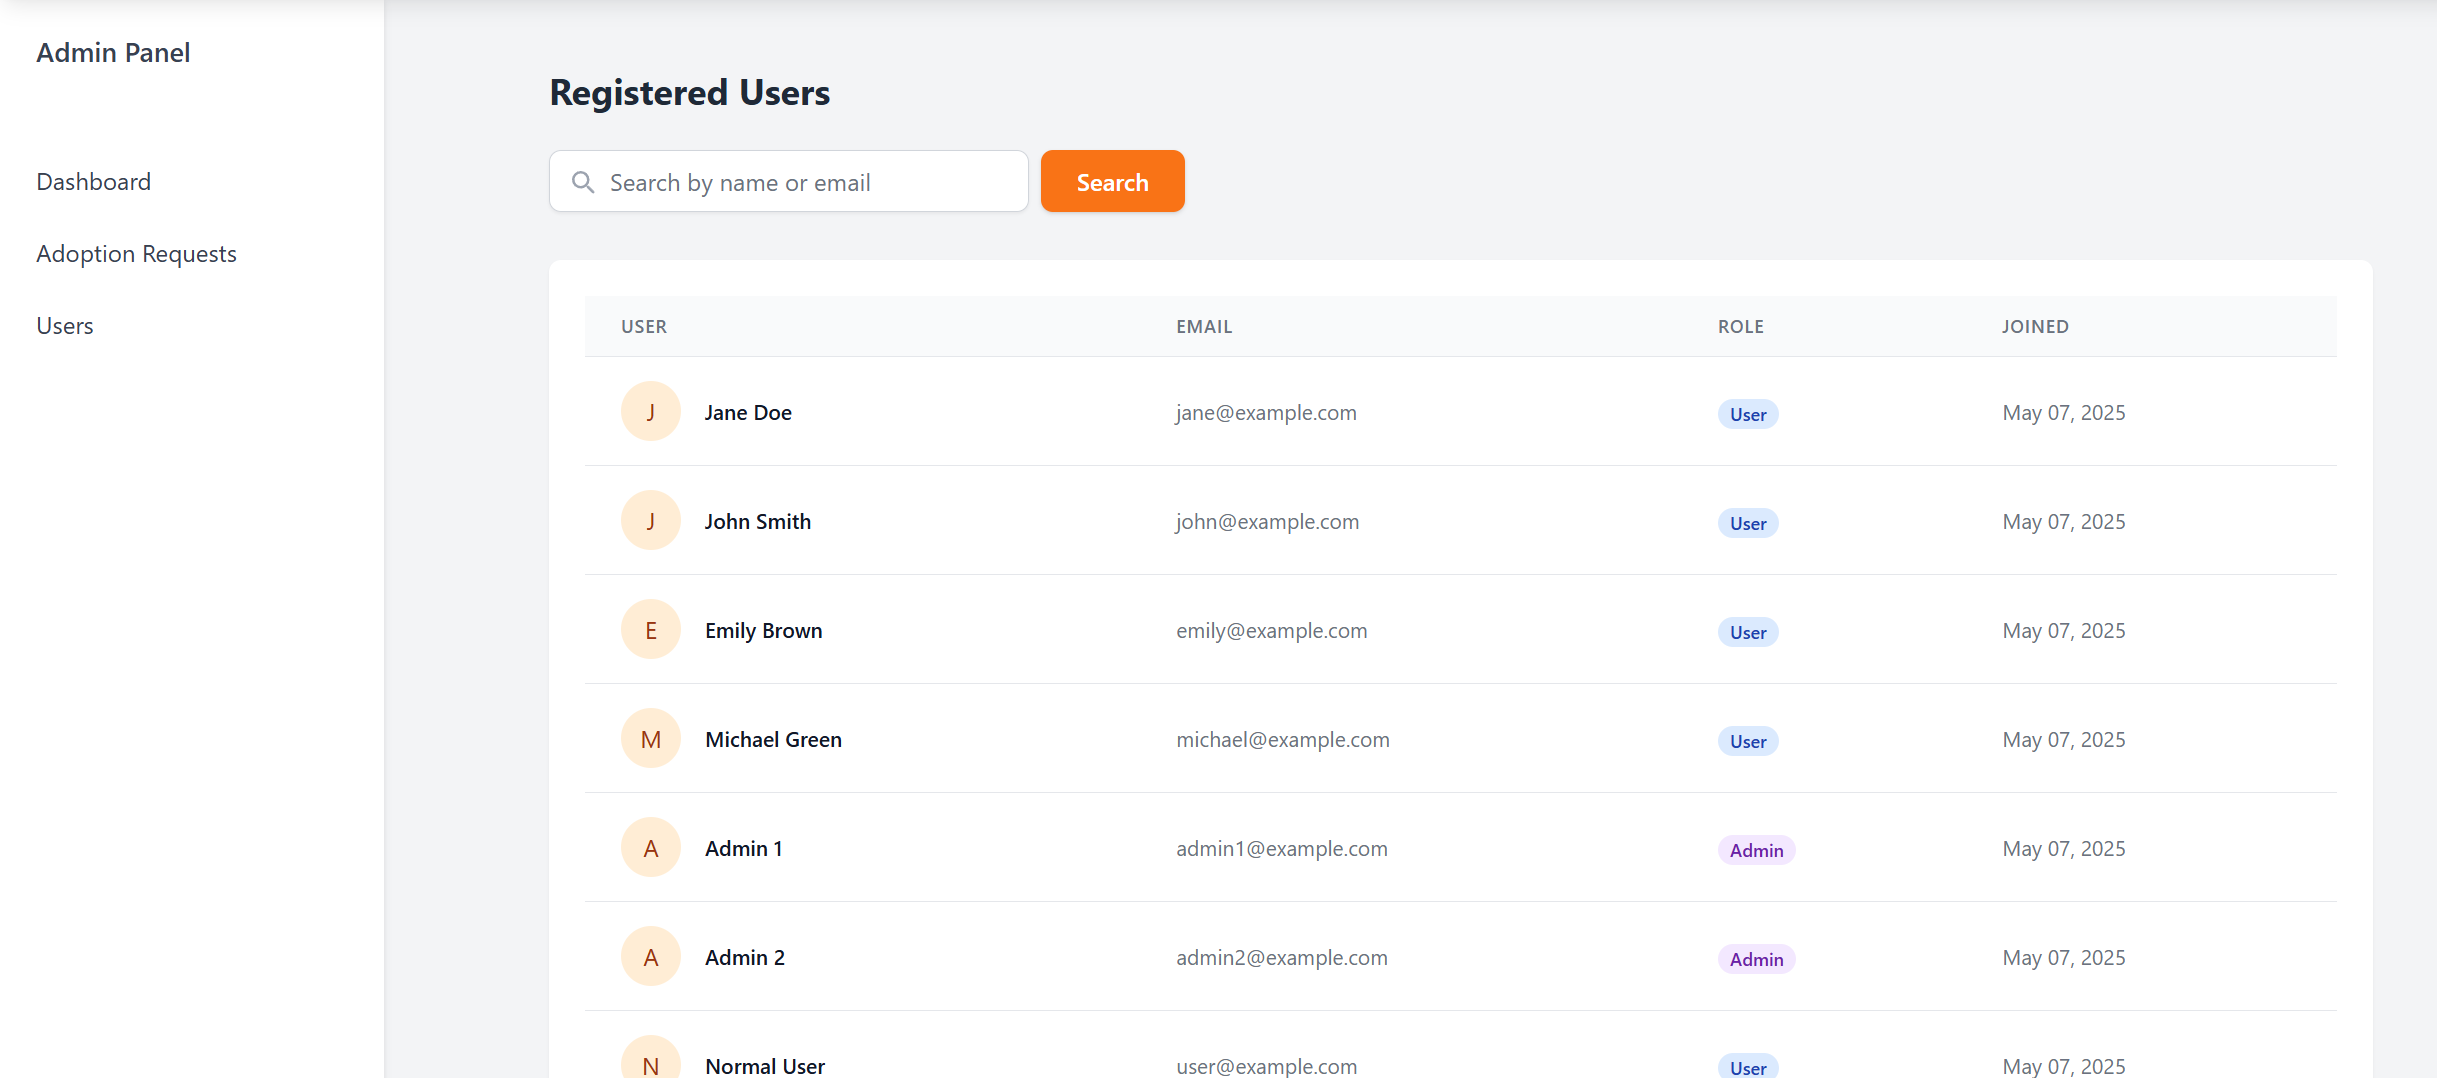 Admin Panel
Dashboard
Adoption Requests
Users
Registered Users
Search by name or email
Search
USER EMAIL ROLE JOINED
J Jane Doe jane@example.com User May 07, 2025
J John Smith john@example.com User May 07, 2025
E Emily Brown emily@example.com User May 07, 2025
M Michael Green michael@example.com User May 07, 2025
A Admin 1 admin1@example.com Admin May 07, 2025
A Admin 2 admin2@example.com Admin May 07, 2025
N Normal User user@example.com User May 07, 2025